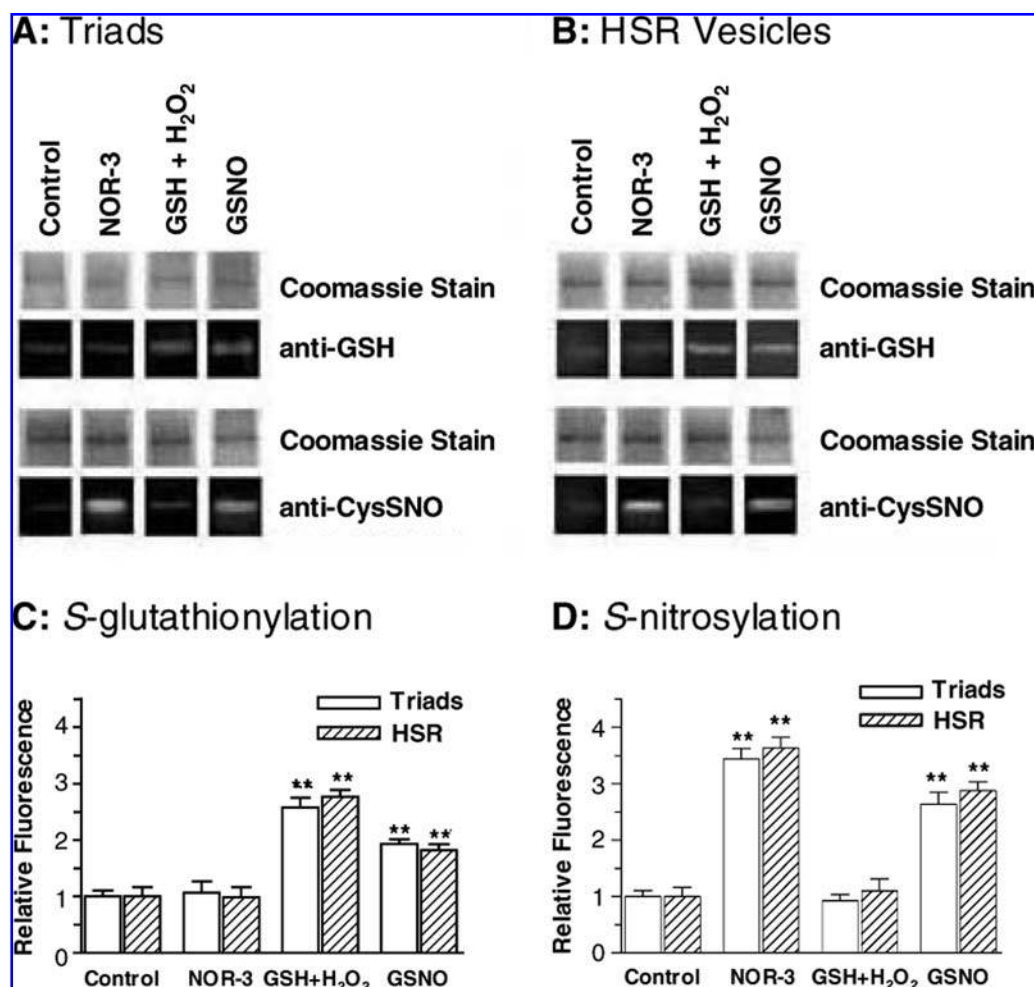 A: Triads
Control
NOR-3
GSH + H₂O₂
GSNO
Coomassie Stain
anti-GSH
Coomassie Stain
anti-CysSNO
B: HSR Vesicles
Control
NOR-3
GSH + H₂O₂
GSNO
Coomassie Stain
anti-GSH
Coomassie Stain
anti-CysSNO
C: S-glutathionylation
Relative Fluorescence
4
3
2
1
0
Triads
HSR
** **
** **
Control NOR-3 GSH+H₂O₂ GSNO
D: S-nitrosylation
Relative Fluorescence
4
3
2
1
0
Triads
HSR
** **
** **
Control NOR-3 GSH+H₂O₂ GSNO